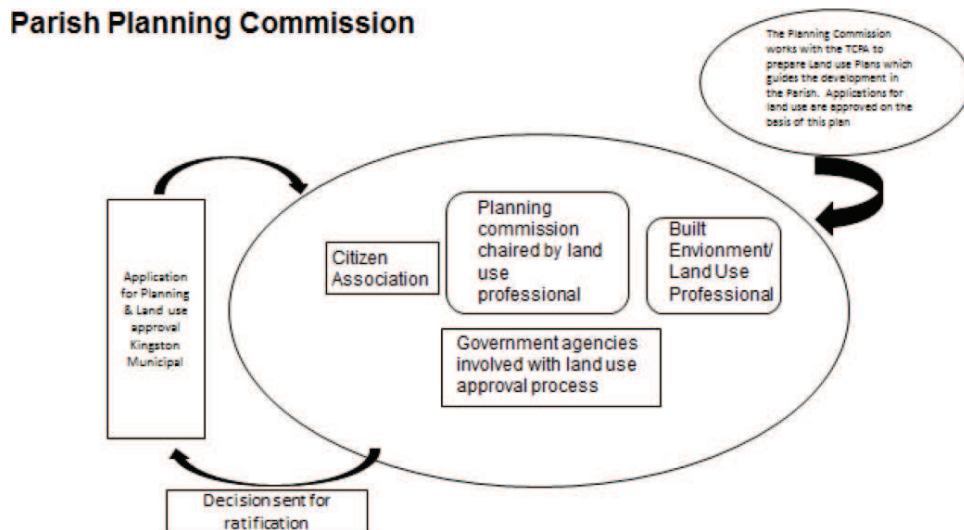 Parish Planning Commission
The Planning Commission
works with the TCPA to
prepare Land use Plans which
guides the development in
the Parish. Applications for
land use are approved on the
basis of this plan
Application
for Planning
& Land use
approval
Kingston
Municipal
Citizen
Association
Planning
commission
chaired by land
use
professional
Built
Envionment/
Land Use
Professional
Government agencies
involved with land use
approval process
Decision sent for
ratification